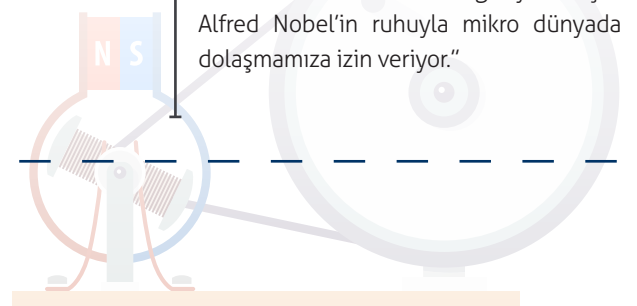 Alfred Nobel’in ruhuyla mikro dünyada
dolaşmamıza izin veriyor.”
N S